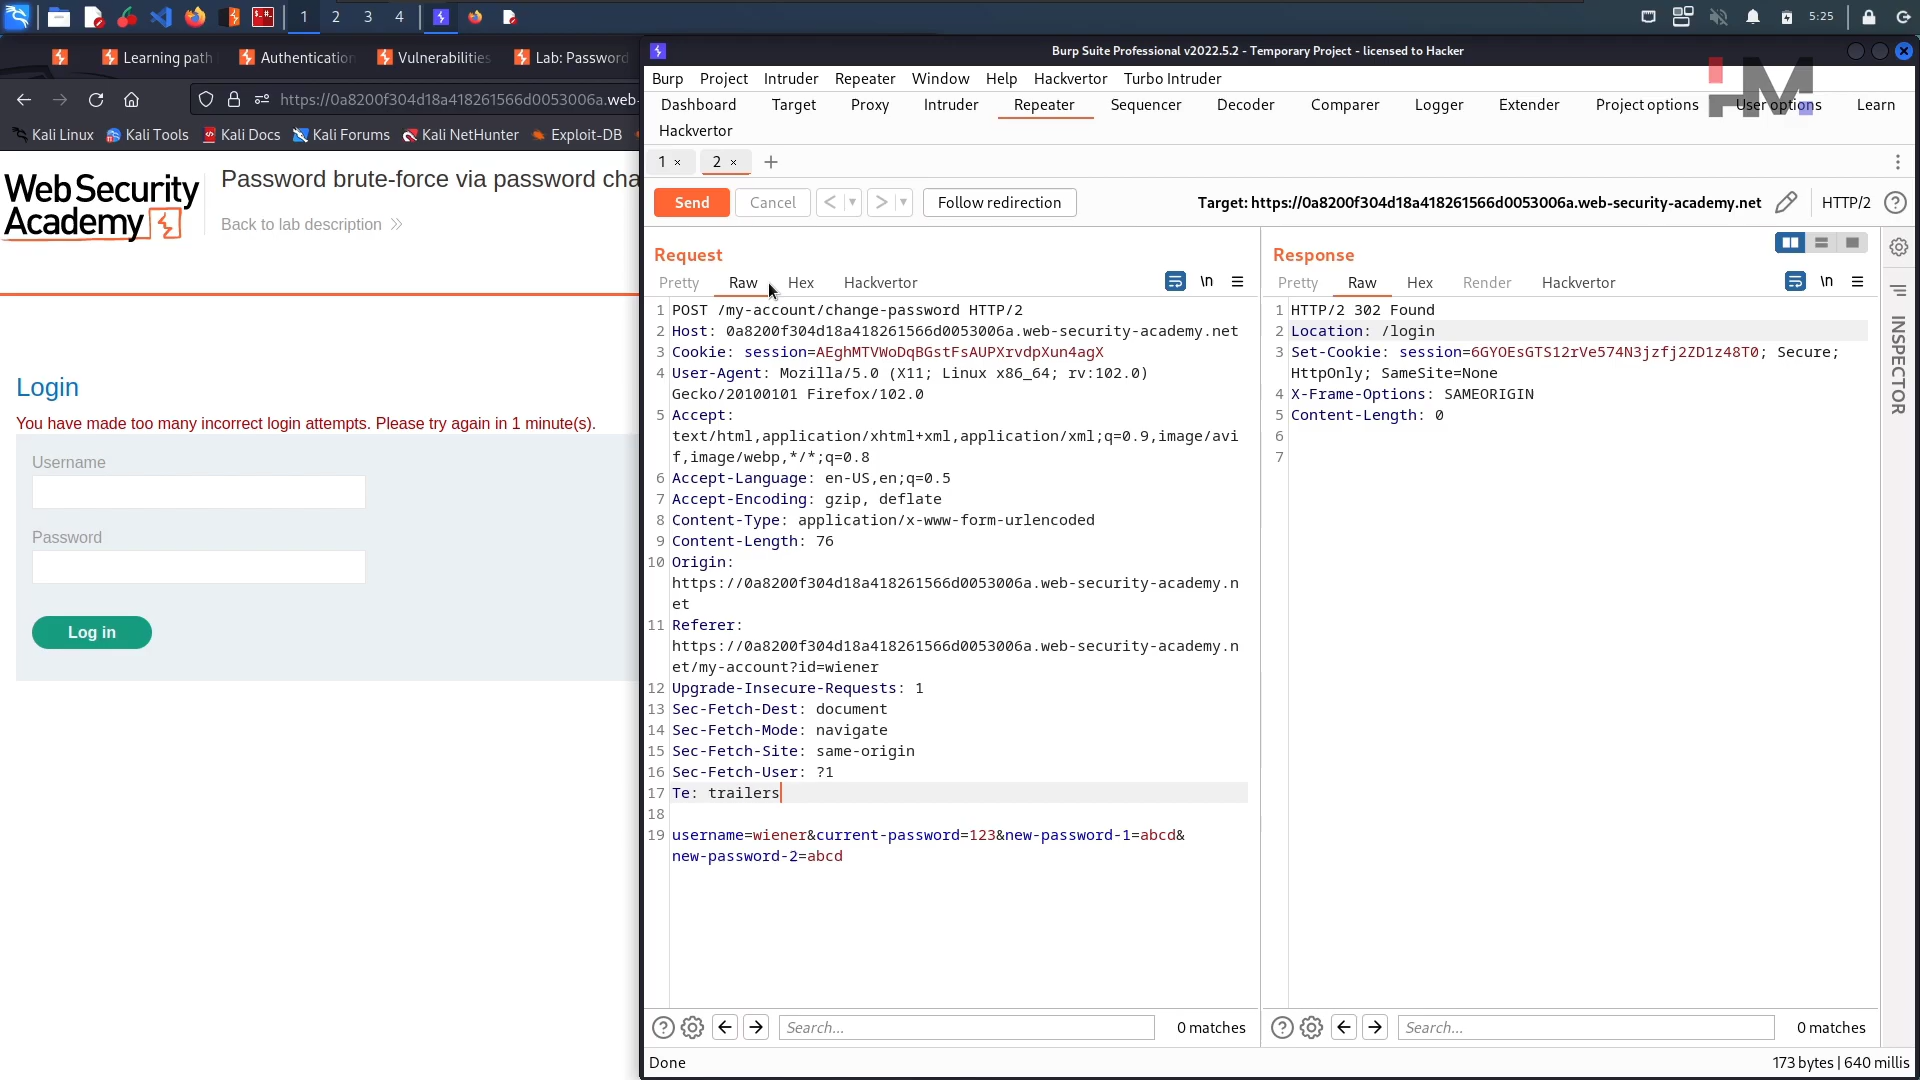 1
2
3
4
5:25
Learning path
Authentication
Vulnerabilities
Lab: Password
https://0a8200f304d18a418261566d0053006a.web-
Kali Linux
Kali Tools
Kali Docs
Kali Forums
Kali NetHunter
Exploit-DB
Web Security
Academy
Password brute-force via password cha
Back to lab description
Login
You have made too many incorrect login attempts. Please try again in 1 minute(s).
Username
Password
Log in
Burp Suite Professional v2022.5.2 - Temporary Project - licensed to Hacker
Burp Project Intruder Repeater Window Help Hackvertor Turbo Intruder
HM
Dashboard Target Proxy Intruder Repeater Sequencer Decoder Comparer Logger Extender Project options User options Learn
Hackvertor
1 ×
2 ×
+
Send
Cancel
<
>
Follow redirection
Target: https://0a8200f304d18a418261566d0053006a.web-security-academy.net
HTTP/2
Request
Pretty Raw Hex Hackvertor
\n
1 POST /my-account/change-password HTTP/2
2 Host: 0a8200f304d18a418261566d0053006a.web-security-academy.net
3 Cookie: session=AEghMTVWoDqBGstFsAUPXrvdpXun4agX
4 User-Agent: Mozilla/5.0 (X11; Linux x86_64; rv:102.0)
Gecko/20100101 Firefox/102.0
5 Accept:
text/html,application/xhtml+xml,application/xml;q=0.9,image/avi
f,image/webp,*/*;q=0.8
6 Accept-Language: en-US,en;q=0.5
7 Accept-Encoding: gzip, deflate
8 Content-Type: application/x-www-form-urlencoded
9 Content-Length: 76
10 Origin:
https://0a8200f304d18a418261566d0053006a.web-security-academy.n
et
11 Referer:
https://0a8200f304d18a418261566d0053006a.web-security-academy.n
et/my-account?id=wiener
12 Upgrade-Insecure-Requests: 1
13 Sec-Fetch-Dest: document
14 Sec-Fetch-Mode: navigate
15 Sec-Fetch-Site: same-origin
16 Sec-Fetch-User: ?1
17 Te: trailers
18
19 username=wiener&current-password=123&new-password-1=abcd&
new-password-2=abcd
Search...
0 matches
Response
Pretty Raw Hex Render Hackvertor
\n
1 HTTP/2 302 Found
2 Location: /login
3 Set-Cookie: session=6GYOEsGTS12rVe574N3jzfj2ZD1z48T0; Secure;
HttpOnly; SameSite=None
4 X-Frame-Options: SAMEORIGIN
5 Content-Length: 0
6
7
Search...
0 matches
INSPECTOR
Done
173 bytes | 640 millis